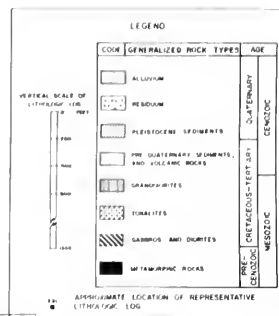 LEGEND
CODE GENERALIZED ROCK TYPES AGE
VERTICAL SCALE OF
LITHOLOGIC LOG
0 FEET
ALLUVIUM
RESIDUUM
PLEISTOCENE SEDIMENTS
PRE QUATERNARY SEDIMENTS,
AND VOLCANIC ROCKS
GRANODIORITES
TONALITES
GABBROS AND DIORITES
METAMORPHIC ROCKS
QUATERNARY
CENOZOIC
CRETACEOUS-TERTIARY
MESOZOIC
PRE-
CENOZOIC
APPROXIMATE LOCATION OF REPRESENTATIVE
LITHOLOGIC LOG